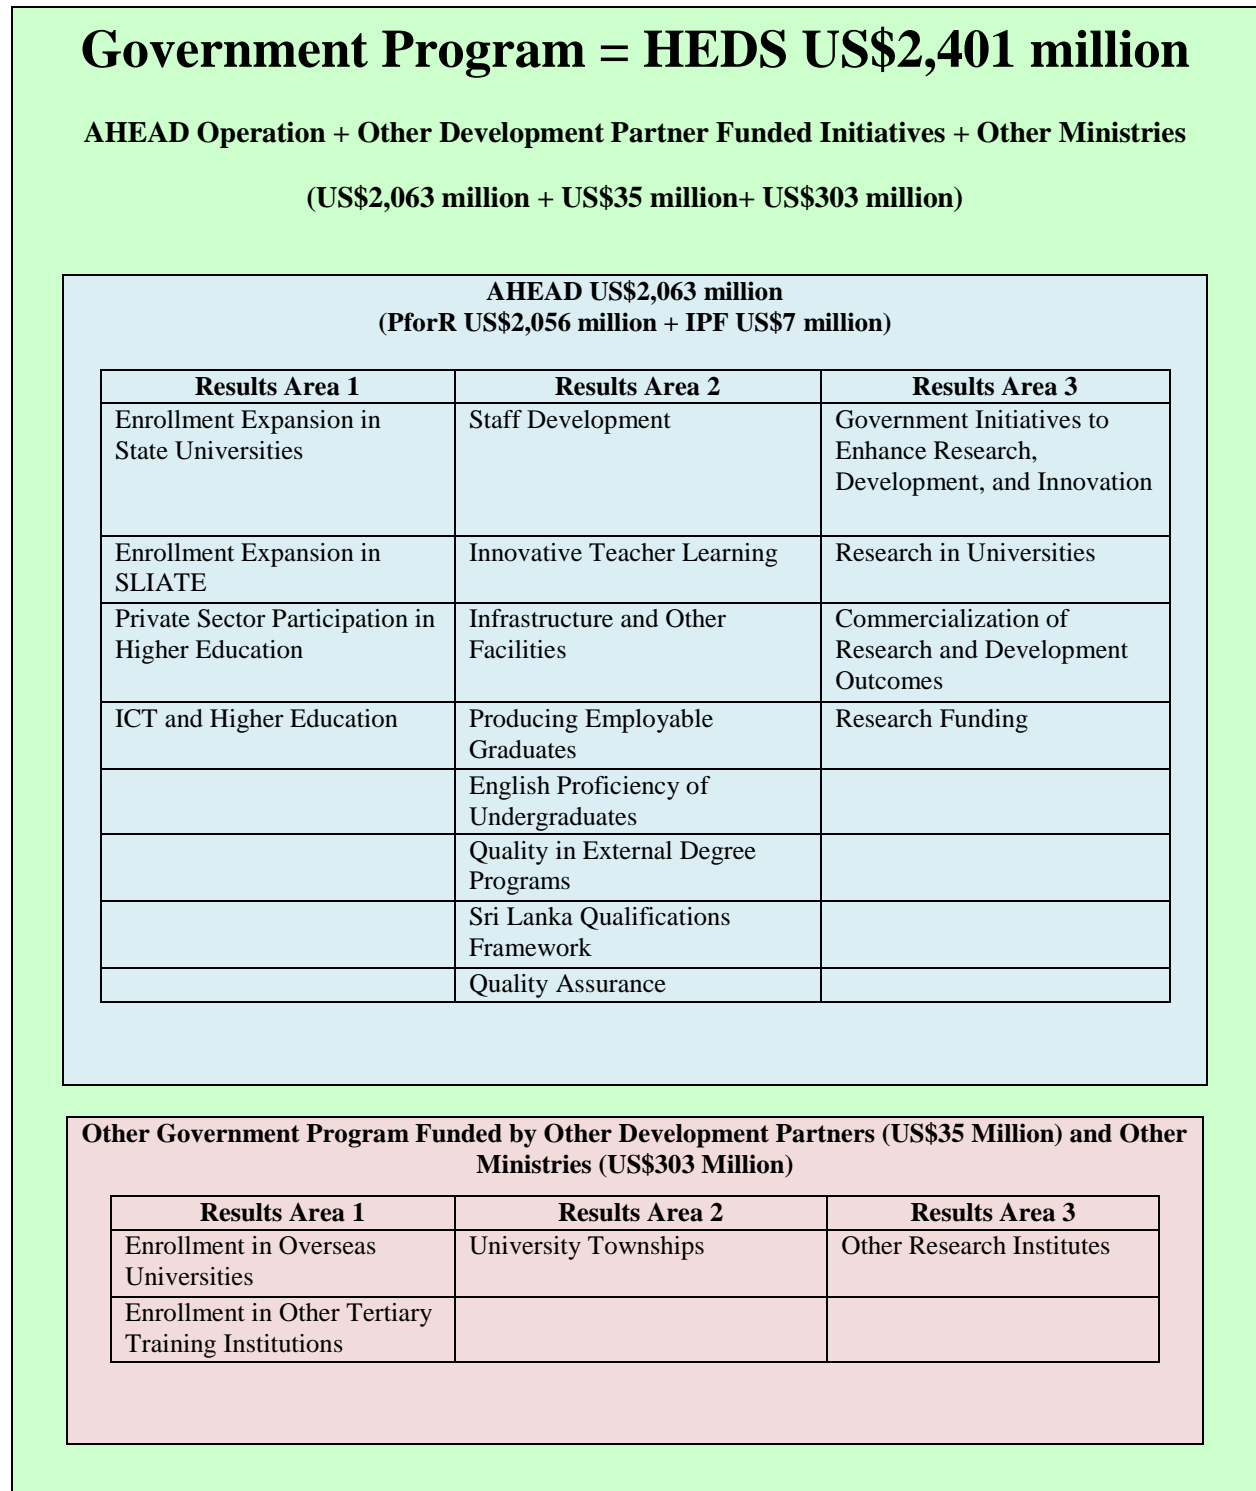 Government Program = HEDS US$2,401 million
AHEAD Operation + Other Development Partner Funded Initiatives + Other Ministries
(US$2,063 million + US$35 million+ US$303 million)
AHEAD US$2,063 million
(PforR US$2,056 million + IPF US$7 million)
Results Area 1
Results Area 2
Results Area 3
Enrollment Expansion in
State Universities
Staff Development
Government Initiatives to
Enhance Research,
Development, and Innovation
Enrollment Expansion in
SLIATE
Innovative Teacher Learning
Research in Universities
Private Sector Participation in
Higher Education
Infrastructure and Other
Facilities
Commercialization of
Research and Development
Outcomes
ICT and Higher Education
Producing Employable
Graduates
Research Funding
English Proficiency of
Undergraduates
Quality in External Degree
Programs
Sri Lanka Qualifications
Framework
Quality Assurance
Other Government Program Funded by Other Development Partners (US$35 Million) and Other
Ministries (US$303 Million)
Results Area 1
Results Area 2
Results Area 3
Enrollment in Overseas
Universities
University Townships
Other Research Institutes
Enrollment in Other Tertiary
Training Institutions